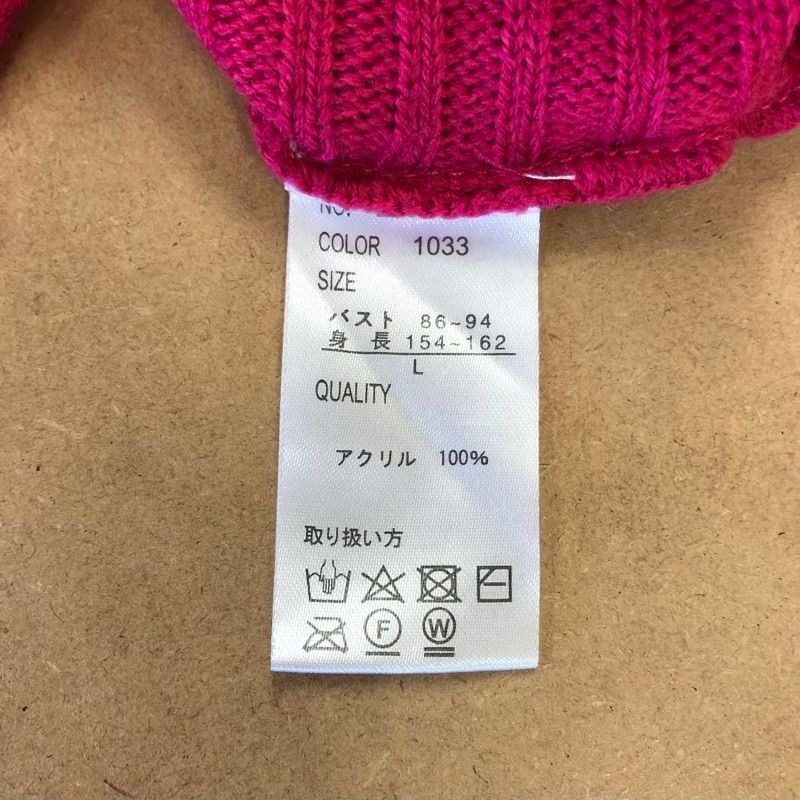 NO.
COLOR 1033
SIZE
バスト 86~94
身 長 154~162
L
QUALITY
アクリル 100%
取り扱い方
F W